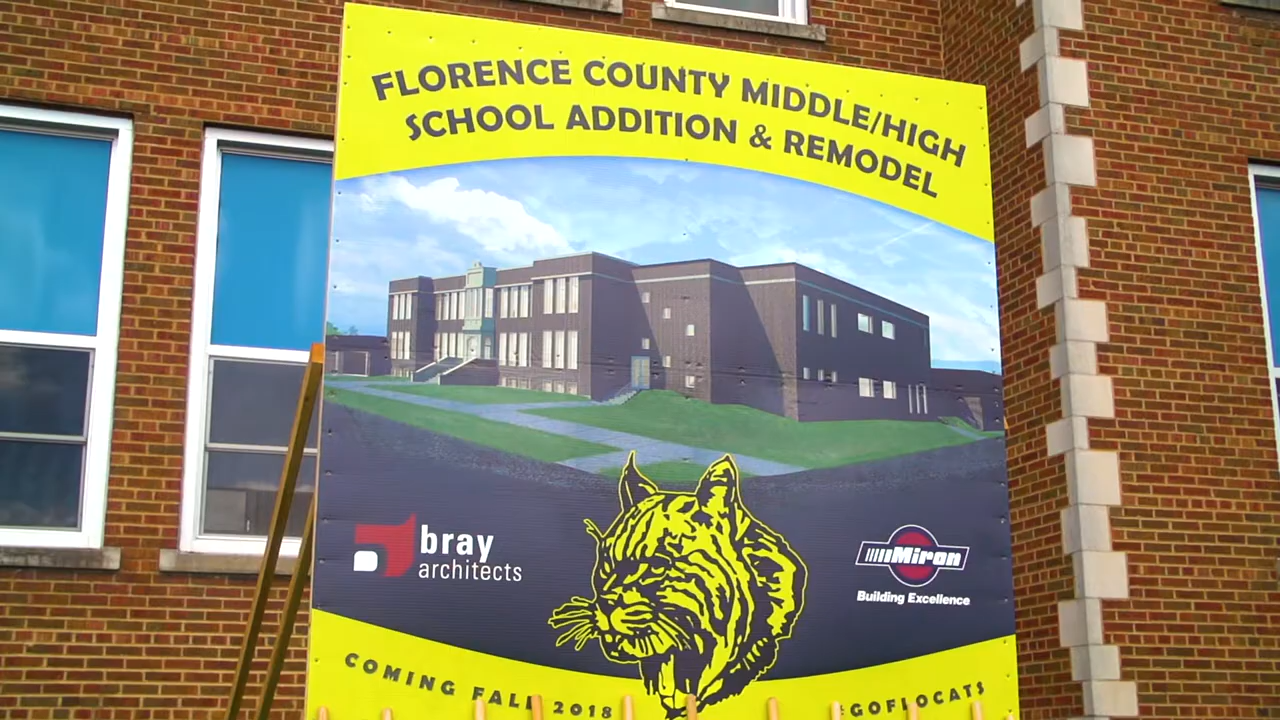 FLORENCE COUNTY MIDDLE/HIGH
SCHOOL ADDITION & REMODEL
bray
architects
Miron
Building Excellence
COMING FALL 2018
#GOFLOCATS